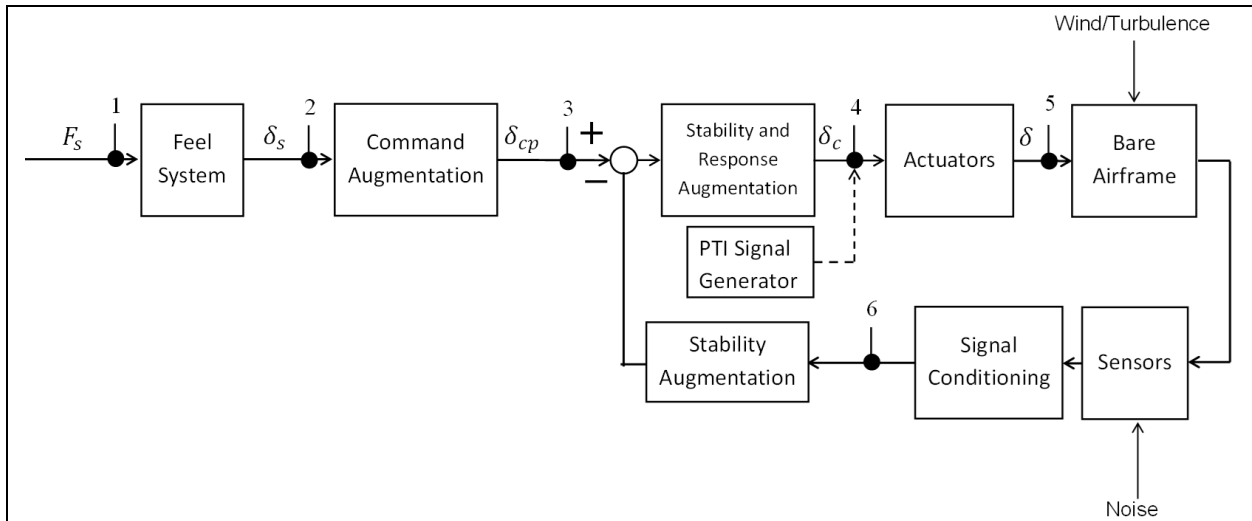 Wind/Turbulence
1
2
3
4
5
F_s
Feel
System
δ_s
Command
Augmentation
δ_cp
+
−
Stability and
Response
Augmentation
δ_c
Actuators
δ
Bare
Airframe
PTI Signal
Generator
6
Stability
Augmentation
Signal
Conditioning
Sensors
Noise